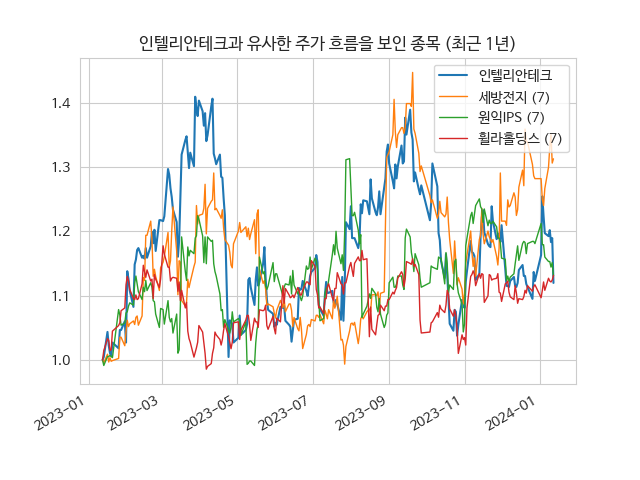 인텔리안테크과 유사한 주가 흐름을 보인 종목 (최근 1년)
인텔리안테크
세방전지 (7)
원익IPS (7)
휠라홀딩스 (7)
1.4
1.3
1.2
1.1
1.0
2023-01
2023-03
2023-05
2023-07
2023-09
2023-11
2024-01